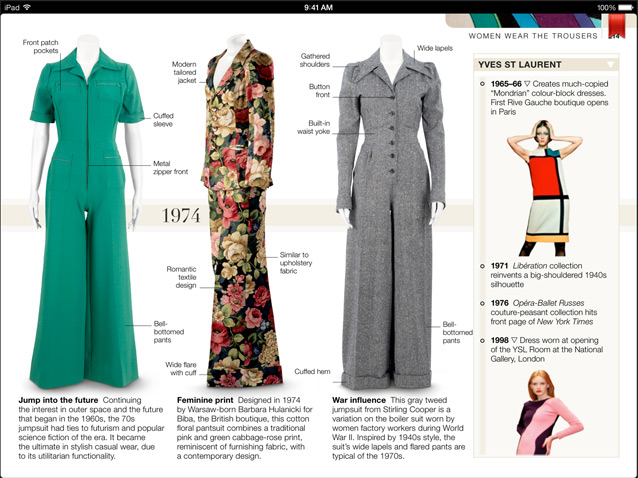 iPad
9:41 AM
100%
WOMEN WEAR THE TROUSERS
Front patch
pockets
Cuffed
sleeve
Metal
zipper front
Bell-
bottomed
pants
Modern
tailored
jacket
1974
Romantic
textile
design
Similar to
upholstery
fabric
Wide flare
with cuff
Gathered
shoulders
Wide lapels
Button
front
Built-in
waist yoke
Bell-
bottomed
pants
Cuffed hem
Jump into the future Continuing
the interest in outer space and the future
that began in the 1960s, the 70s
jumpsuit had ties to futurism and popular
science fiction of the era. It became
the ultimate in stylish casual wear, due
to its utilitarian functionality.
Feminine print Designed in 1974
by Warsaw-born Barbara Hulanicki for
Biba, the British boutique, this cotton
floral pantsuit combines a traditional
pink and green cabbage-rose print,
reminiscent of furnishing fabric, with
a contemporary design.
War influence This gray tweed
jumpsuit from Stirling Cooper is a
variation on the boiler suit worn by
women factory workers during World
War II. Inspired by 1940s style, the
suit's wide lapels and flared pants are
typical of the 1970s.
YVES ST LAURENT
1965–66 ▽ Creates much-copied
"Mondrian" colour-block dresses.
First Rive Gauche boutique opens
in Paris
1971 Libération collection
reinvents a big-shouldered 1940s
silhouette
1976 Opéra-Ballet Russes
couture-peasant collection hits
front page of New York Times
1998 ▽ Dress worn at opening
of the YSL Room at the National
Gallery, London